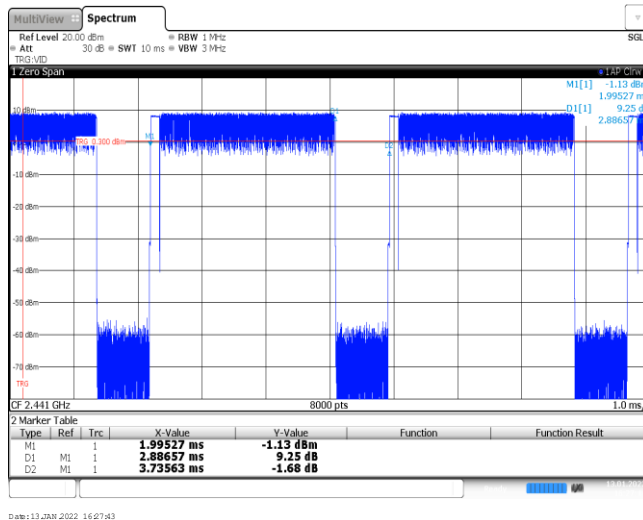 MultiView Spectrum
Ref Level 20.00 dBm RBW 1 MHz SGL
Att 30 dB SWT 10 ms VBW 3 MHz
TRG:VID
1 Zero Span 1AP Clrw
M1[1] -1.13 dBm
1.99527 ms
D1[1] 9.25 d
2.88657 m
10 dBm
D1
TRG 0.300 dBm
M1
D2
-10 dBm
-20 dBm
-30 dBm
-40 dBm
-50 dBm
-60 dBm
-70 dBm
TRG
CF 2.441 GHz 8000 pts 1.0 ms/
2 Marker Table
Type Ref Trc X-Value Y-Value Function Function Result
M1 1 1.99527 ms -1.13 dBm
D1 M1 1 2.88657 ms 9.25 dB
D2 M1 1 3.73563 ms -1.68 dB
Date:13.JAN.2022 16:27:43